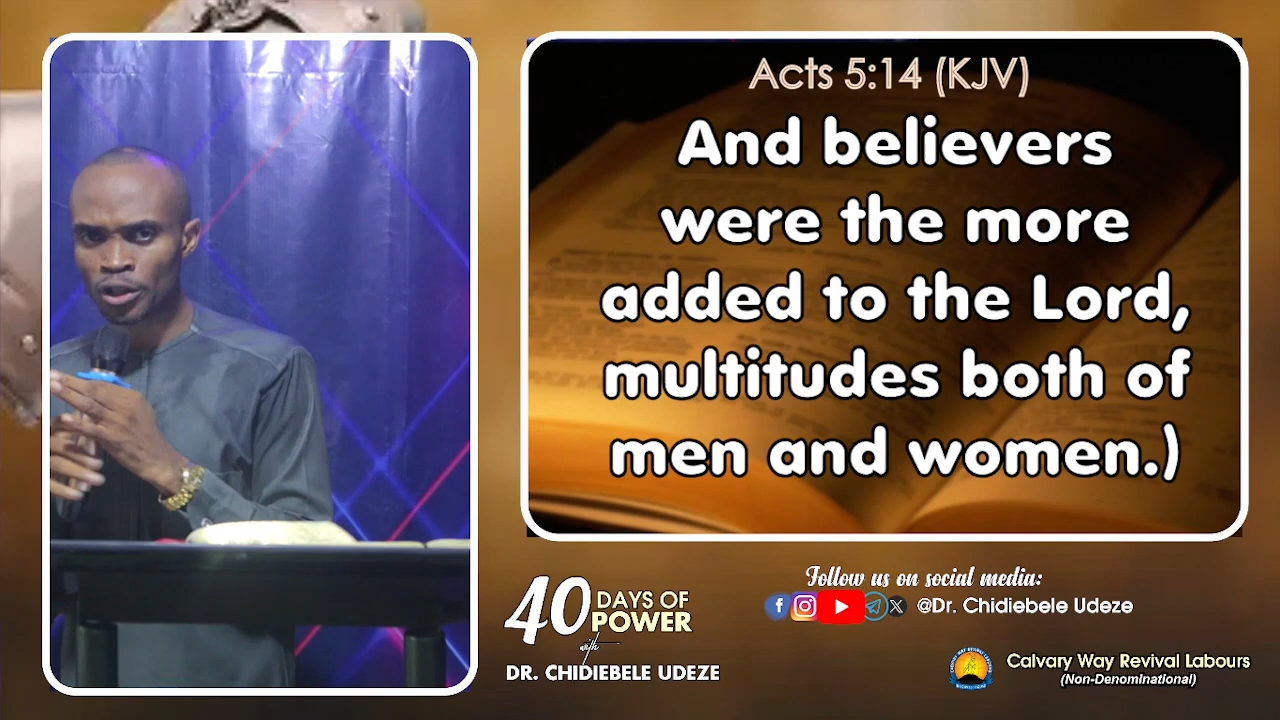 Acts 5:14 (KJV)
And believers
were the more
added to the Lord,
multitudes both of
men and women.)
40 DAYS OF
POWER
with
DR. CHIDIEBELE UDEZE
Follow us on social media:
@Dr. Chidiebele Udeze
Calvary Way Revival Labours
(Non-Denominational)